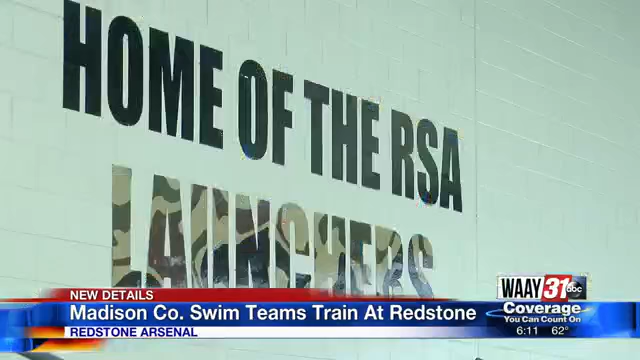 HOME OF THE RSA
LAUNCHERS
NEW DETAILS
Madison Co. Swim Teams Train At Redstone
REDSTONE ARSENAL
WAAY 31 abc
Coverage
You Can Count On
6:11 62°